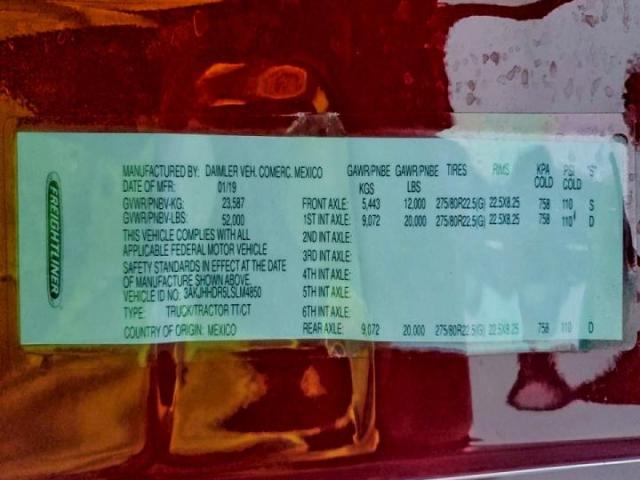 FREIGHTLINER
MANUFACTURED BY: DAIMLER VEH. COMERC. MEXICO GAWR/PNBE GAWR/PNBE TIRES RIMS KPA PSI "S"
DATE OF MFR: 01/19 KGS LBS COLD COLD
GVWR/PNBV-KG: 23,587 FRONT AXLE: 5,443 12,000 275/80R22.5(G) 22.5X8.25 758 110 S
GVWR/PNBV-LBS: 52,000 1ST INT AXLE: 9,072 20,000 275/80R22.5(G) 22.5X8.25 758 110 D
THIS VEHICLE COMPLIES WITH ALL 2ND INT AXLE:
APPLICABLE FEDERAL MOTOR VEHICLE 3RD INT AXLE:
SAFETY STANDARDS IN EFFECT AT THE DATE 4TH INT AXLE:
OF MANUFACTURE SHOWN ABOVE.
VEHICLE ID NO: 3AKJHHDR5LSLM4850 5TH INT AXLE:
TYPE: TRUCK/TRACTOR TT/CT 6TH INT AXLE:
COUNTRY OF ORIGIN: MEXICO REAR AXLE: 9,072 20,000 275/80R22.5(G) 22.5X8.25 758 110 D